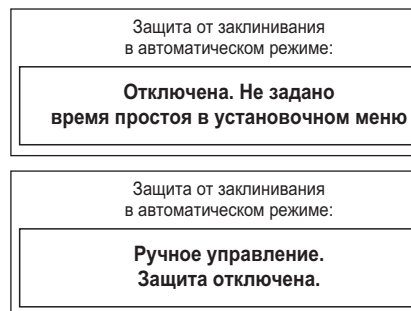 Защита от заклинивания
в автоматическом режиме:
Отключена. Не задано
время простоя в установочном меню
Защита от заклинивания
в автоматическом режиме:
Ручное управление.
Защита отключена.